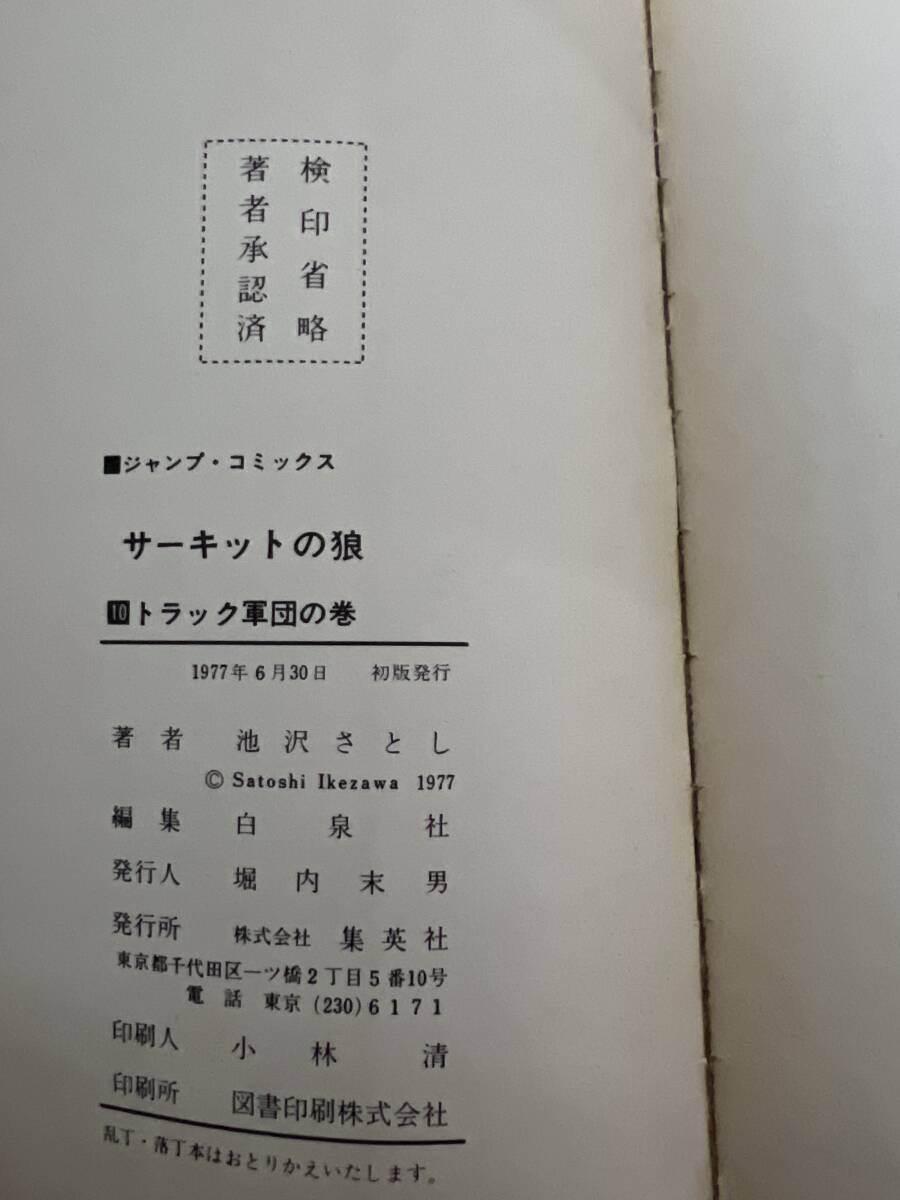 検印省略
著者承認済
■ジャンプ・コミックス
サーキットの狼
10トラック軍団の巻
1977年6月30日 初版発行
著者 池沢さとし
© Satoshi Ikezawa 1977
編集 白泉社
発行人 堀内末男
発行所 株式会社 集英社
東京都千代田区一ツ橋2丁目5番10号
電話 東京(230)6171
印刷人 小林清
印刷所 図書印刷株式会社
乱丁・落丁本はおとりかえいたします。